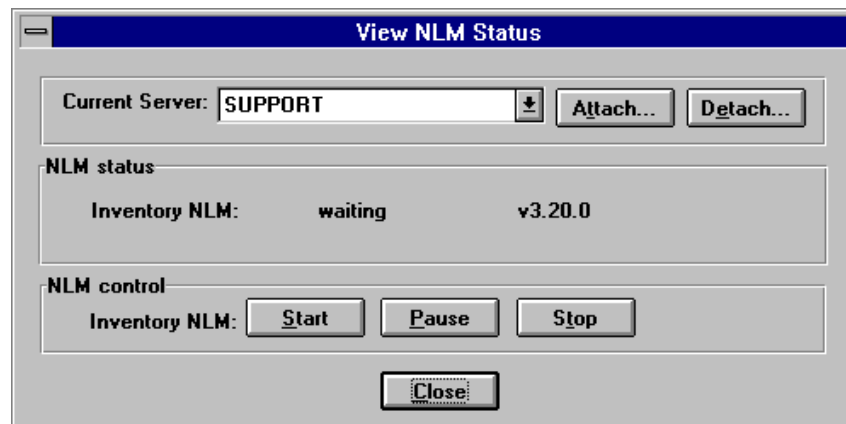 View NLM Status
Current Server: SUPPORT Attach... Detach...
NLM status
Inventory NLM: waiting v3.20.0
NLM control
Inventory NLM: Start Pause Stop
Close